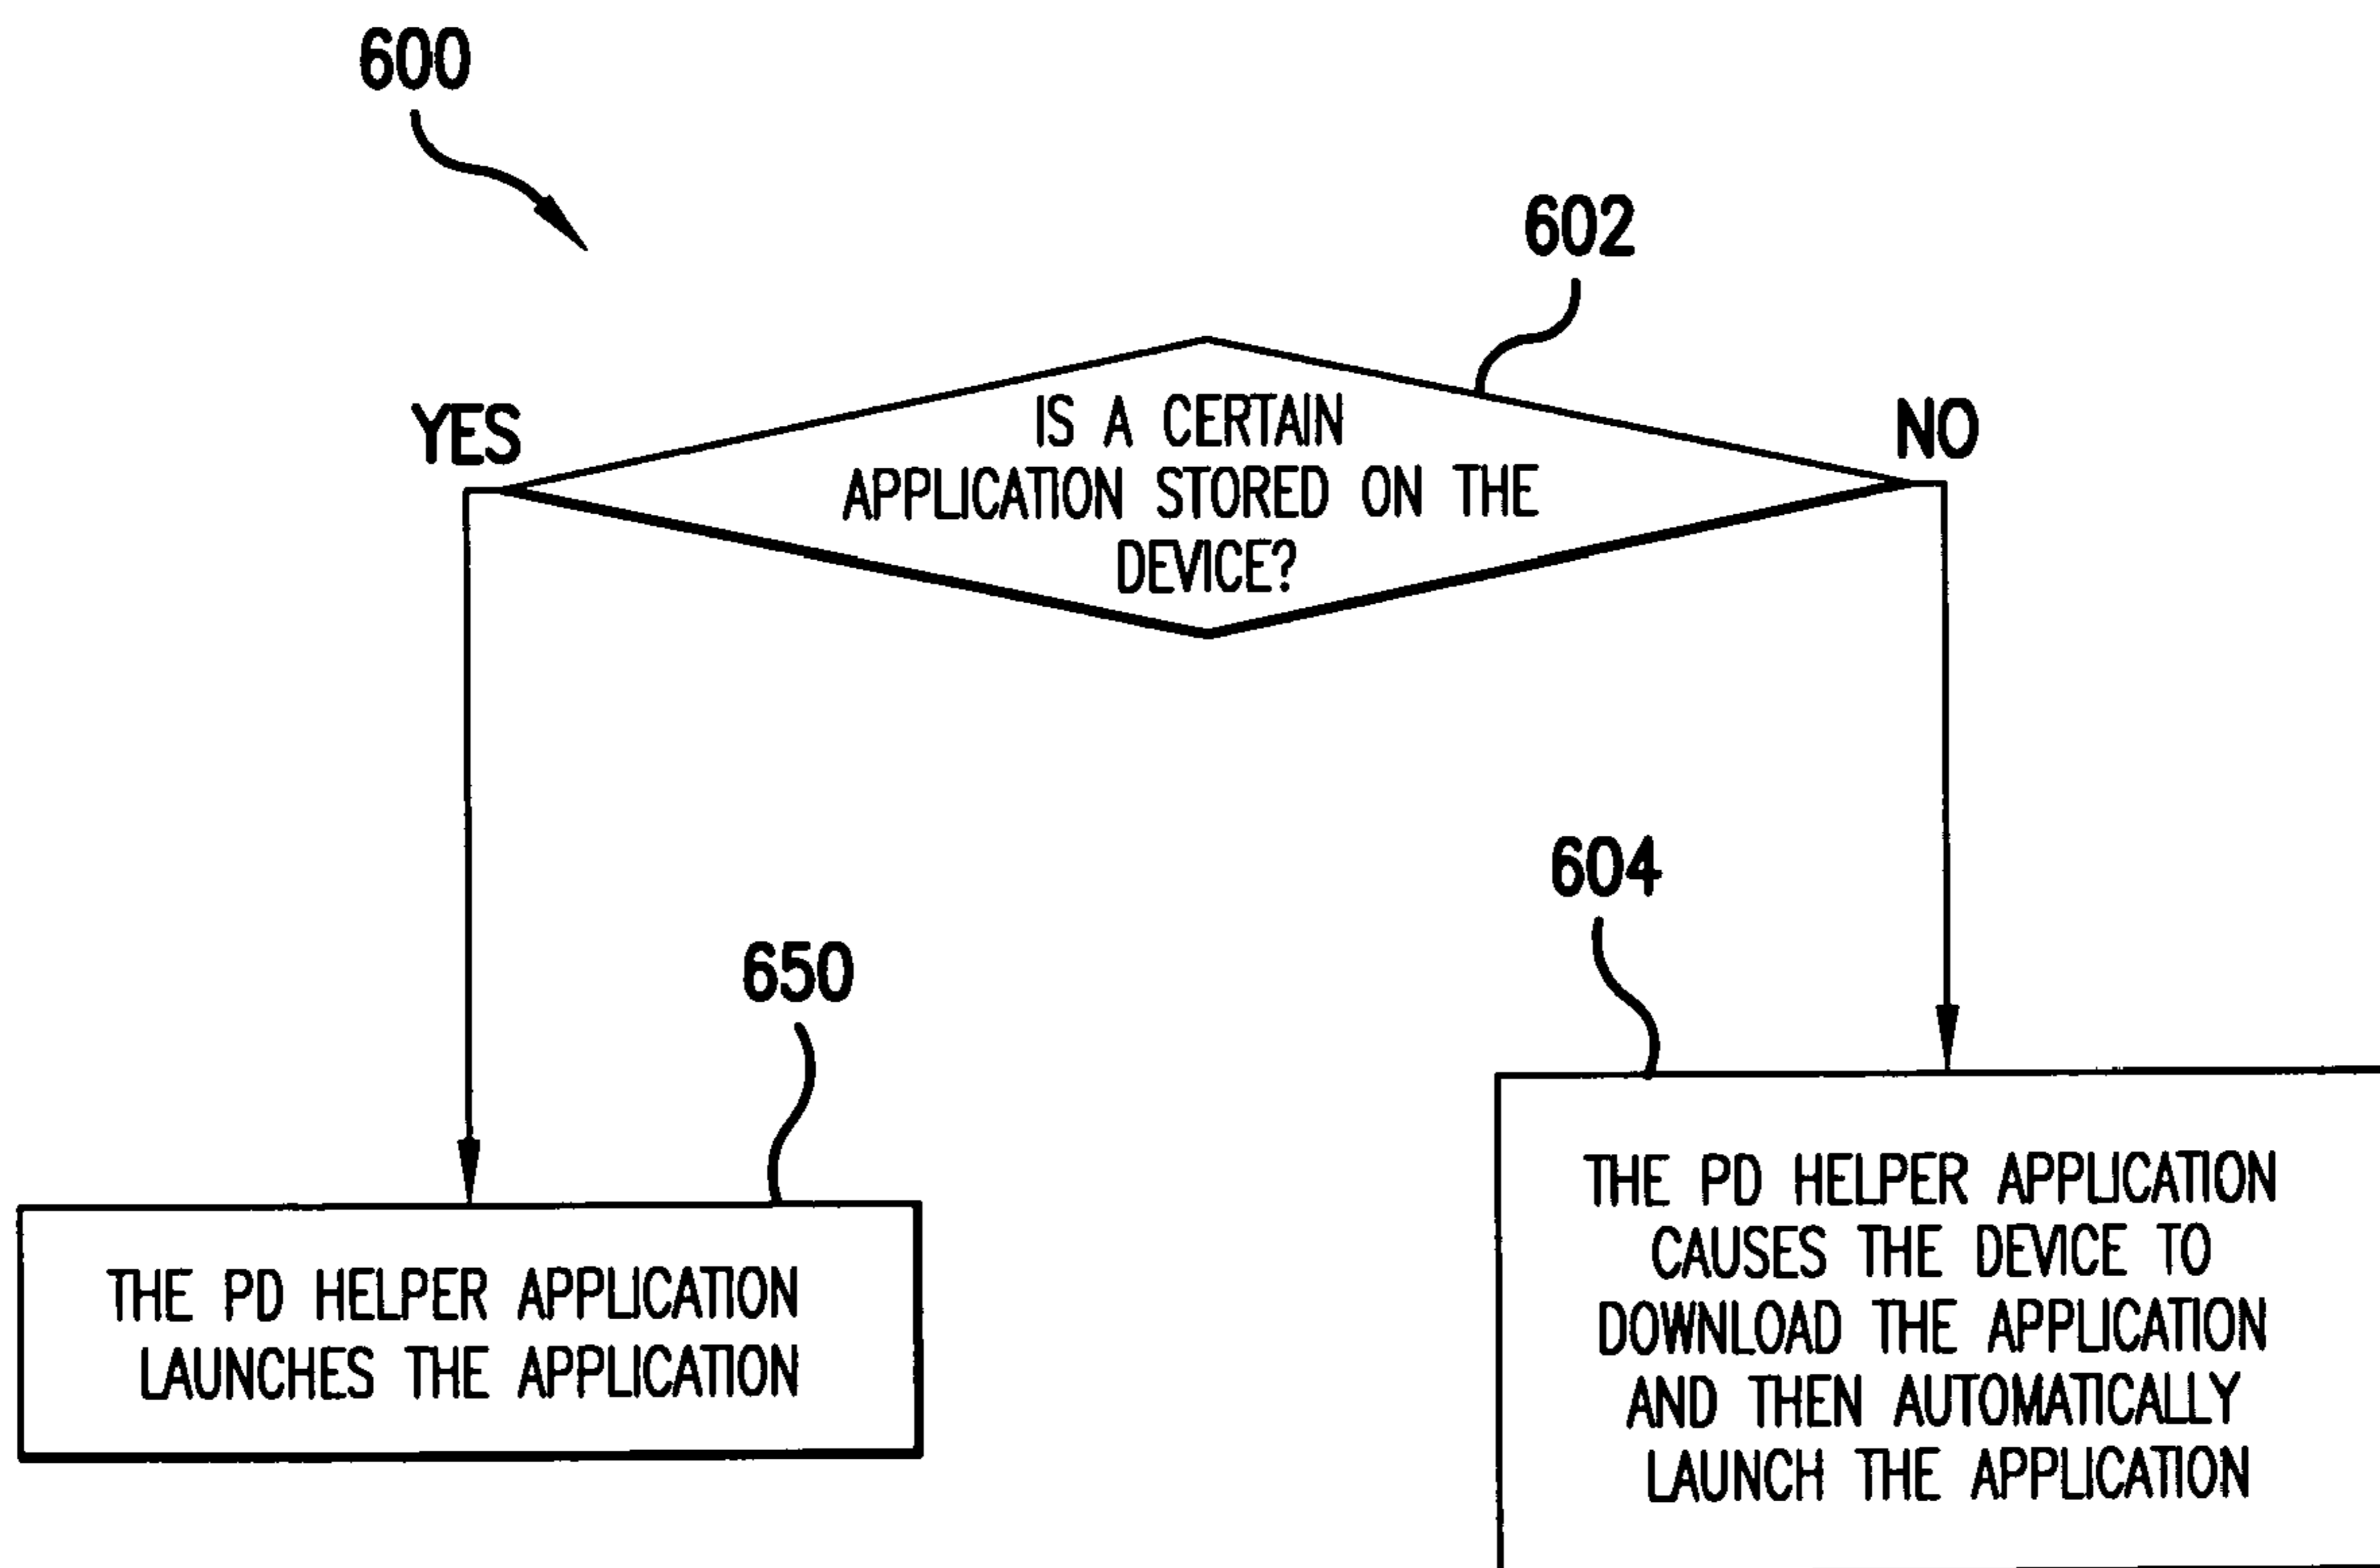 600
602
YES
NO
IS A CERTAIN
APPLICATION STORED ON THE
DEVICE?
604
650
THE PD HELPER APPLICATION
CAUSES THE DEVICE TO
DOWNLOAD THE APPLICATION
AND THEN AUTOMATICALLY
LAUNCH THE APPLICATION
THE PD HELPER APPLICATION
LAUNCHES THE APPLICATION